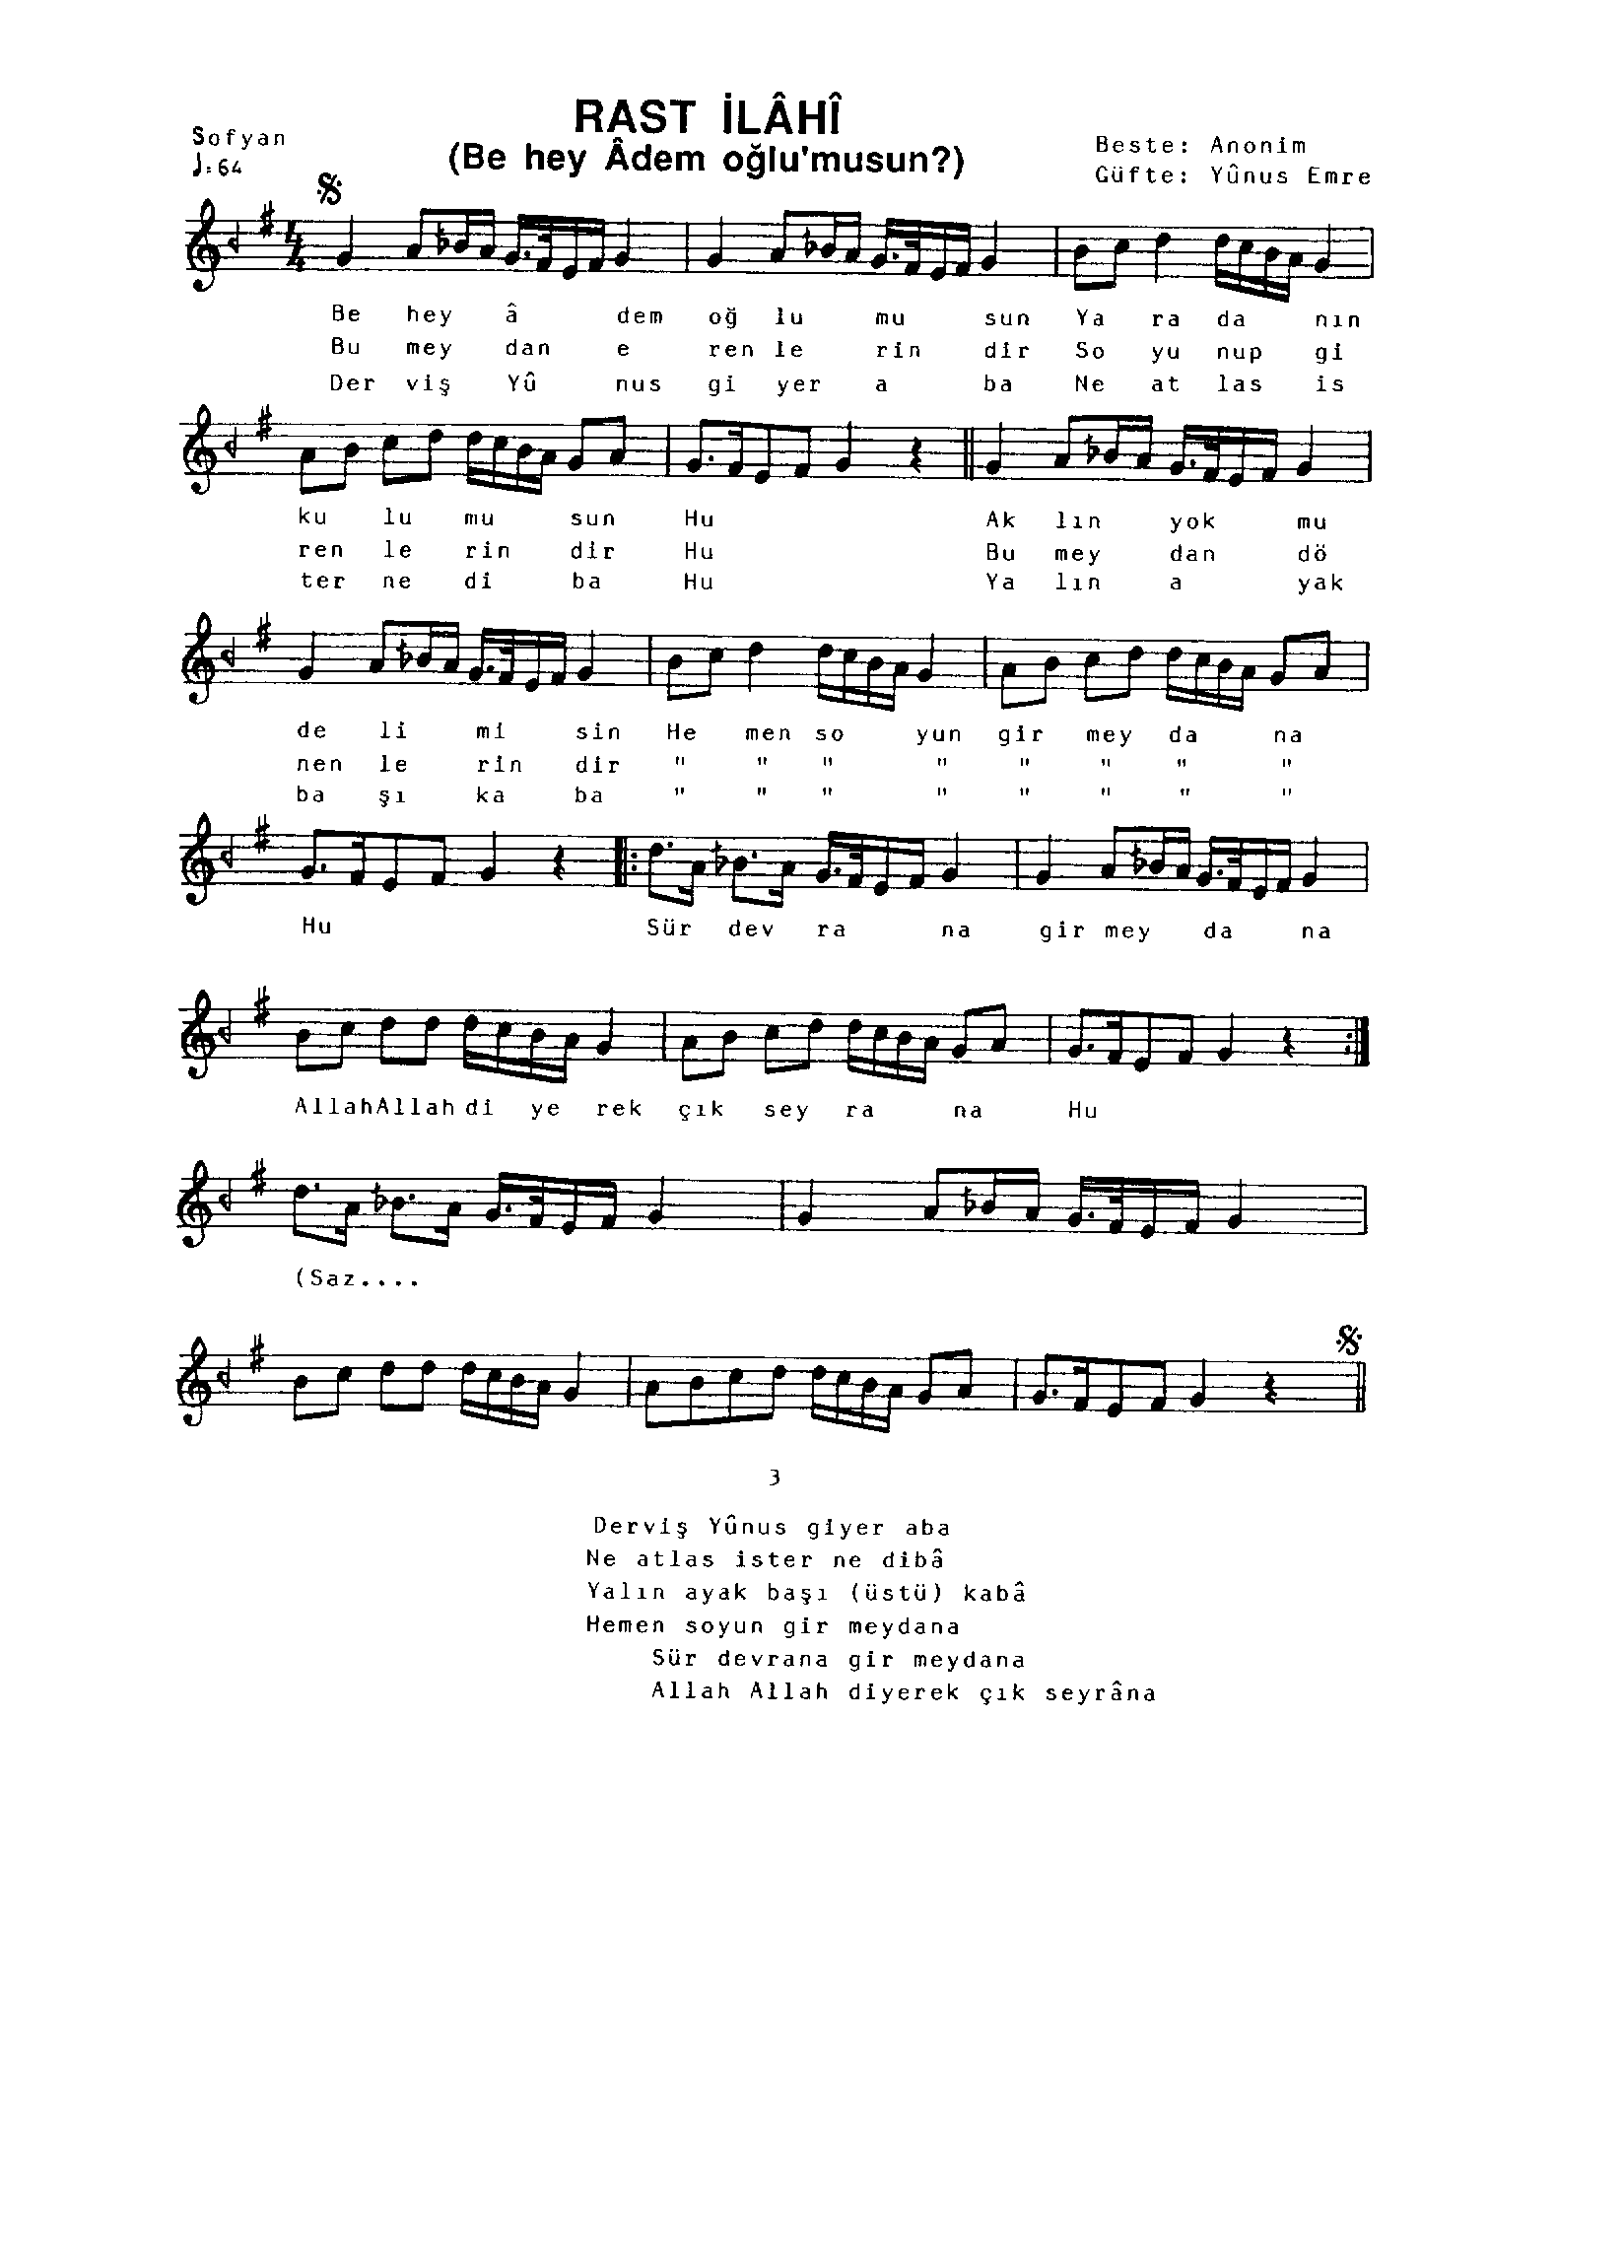 RAST İLÂHÎ
(Be hey Âdem oğlu'musun?)
Sofyan
♩:64
Beste: Anonim
Güfte: Yûnus Emre
4/4
Be hey â dem oğ lu mu sun Ya ra da nın
Bu mey dan e ren le rin dir So yu nup gi
Der viş Yû nus gi yer a ba Ne at las is
ku lu mu sun Hu Ak lın yok mu
ren le rin dir Hu Bu mey dan dö
ter ne di ba Hu Ya lın a yak
de li mi sin He men so yun gir mey da na
nen le rin dir " " " " " " " "
ba şı ka ba " " " " " " " "
Hu Sür dev ra na gir mey da na
AllahAllah di ye rek çık sey ra na Hu
(Saz....
3
Derviş Yûnus giyer aba
Ne atlas ister ne dibâ
Yalın ayak başı (üstü) kabâ
Hemen soyun gir meydana
Sür devrana gir meydana
Allah Allah diyerek çık seyrâna